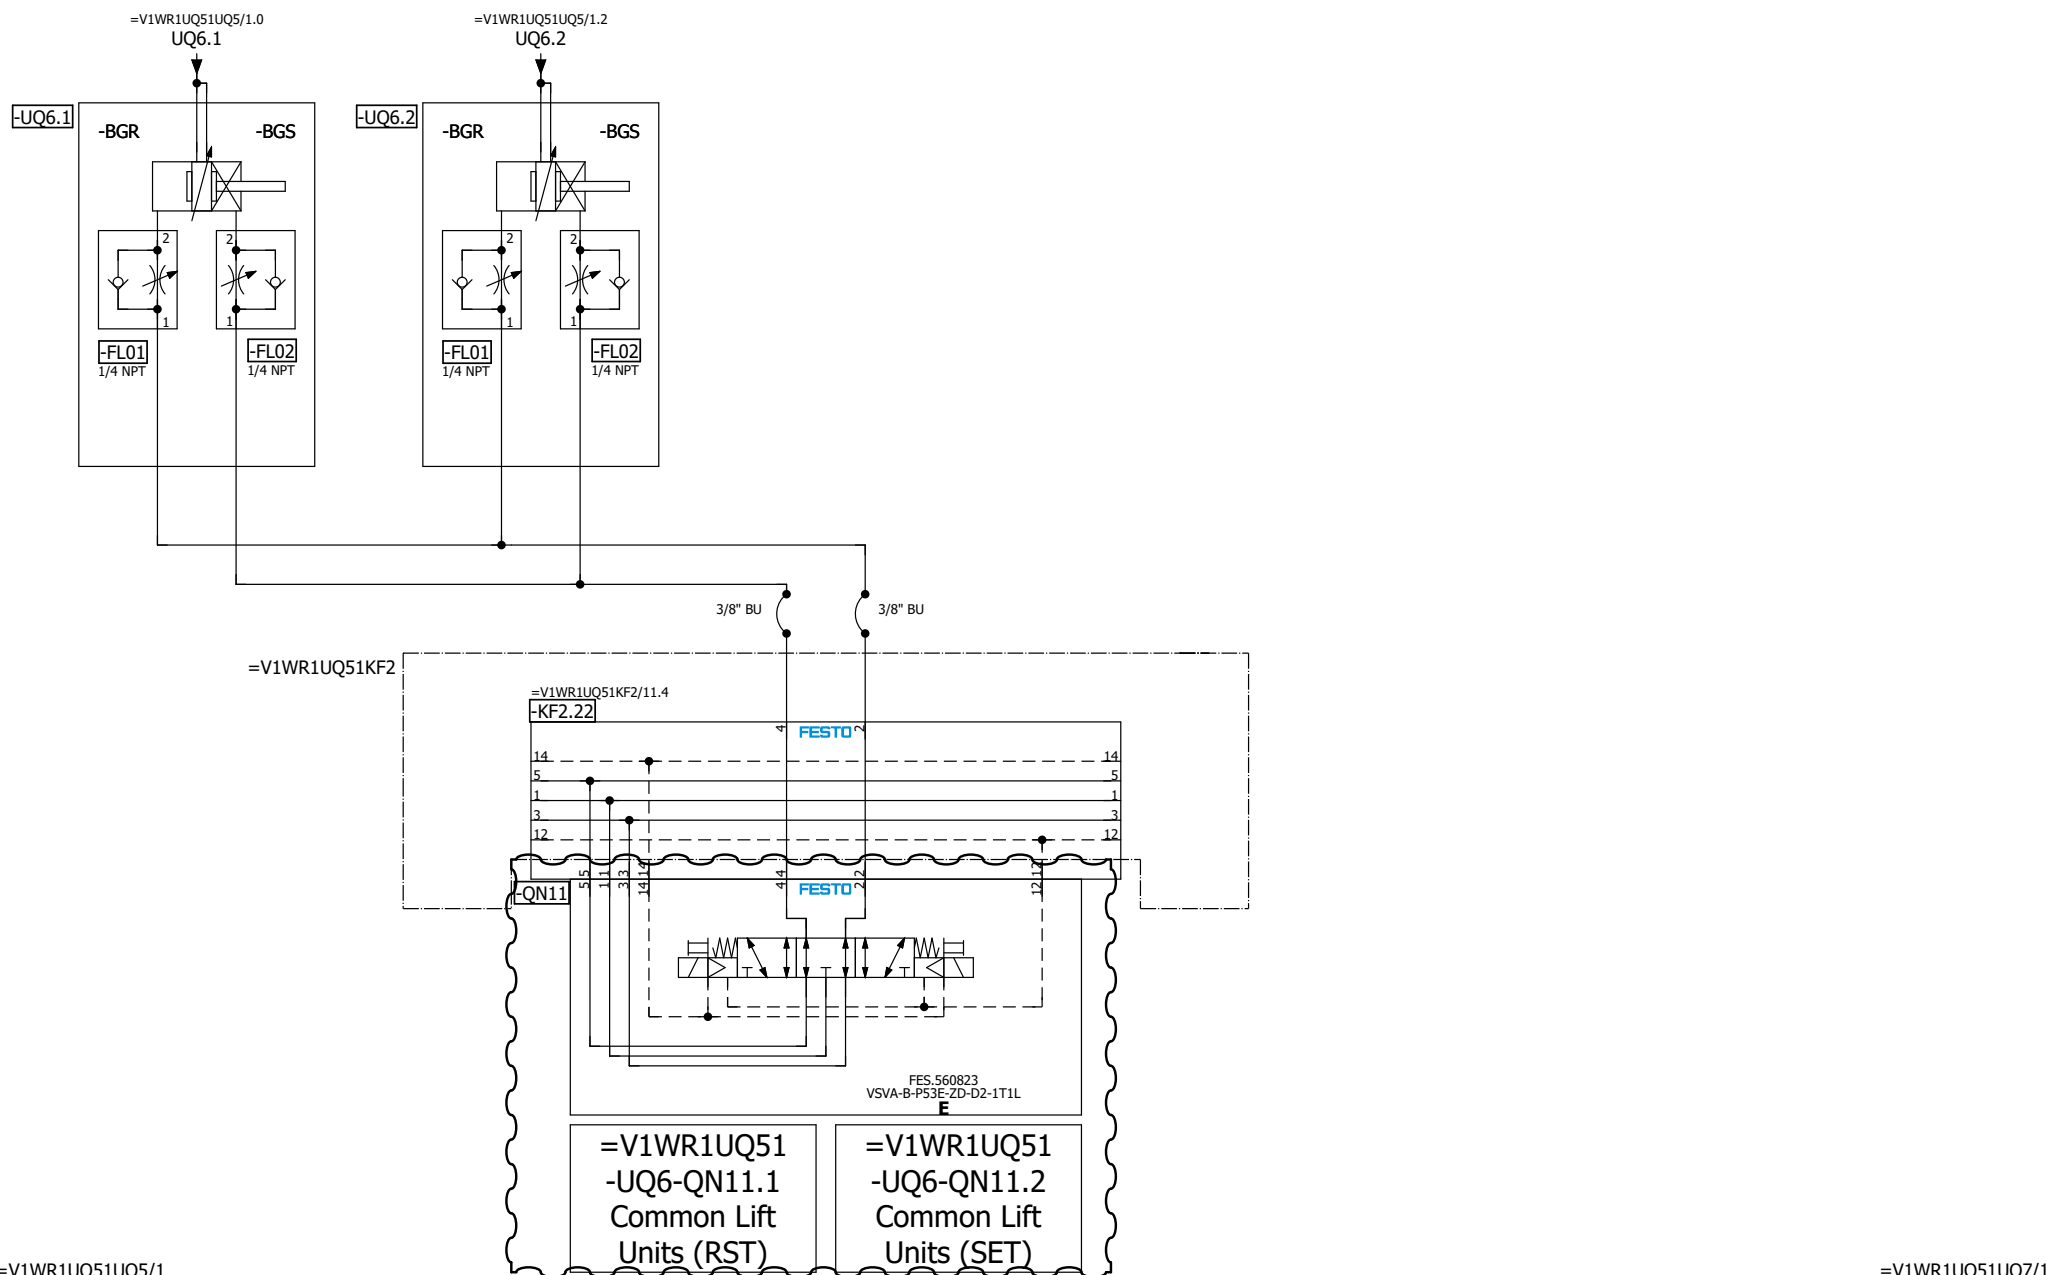 =V1WR1UQ51UQ5/1.0
UQ6.1
=V1WR1UQ51UQ5/1.2
UQ6.2
-UQ6.1
-BGR
-BGS
-UQ6.2
-BGR
-BGS
2
2
2
2
1
1
1
1
-FL01
1/4 NPT
-FL02
1/4 NPT
-FL01
1/4 NPT
-FL02
1/4 NPT
3/8" BU
3/8" BU
=V1WR1UQ51KF2
=V1WR1UQ51KF2/11.4
-KF2.22
4
FESTO
2
14
14
5
5
1
1
3
3
12
12
5 5
1 1
3 3
14 14
4 4
2 2
12 12
-QN11
FESTO
FES.560823
VSVA-B-P53E-ZD-D2-1T1L
E
=V1WR1UQ51
-UQ6-QN11.1
Common Lift
Units (RST)
=V1WR1UQ51
-UQ6-QN11.2
Common Lift
Units (SET)
=V1WR1UQ51UQ5/1
=V1WR1UQ51UQ7/1